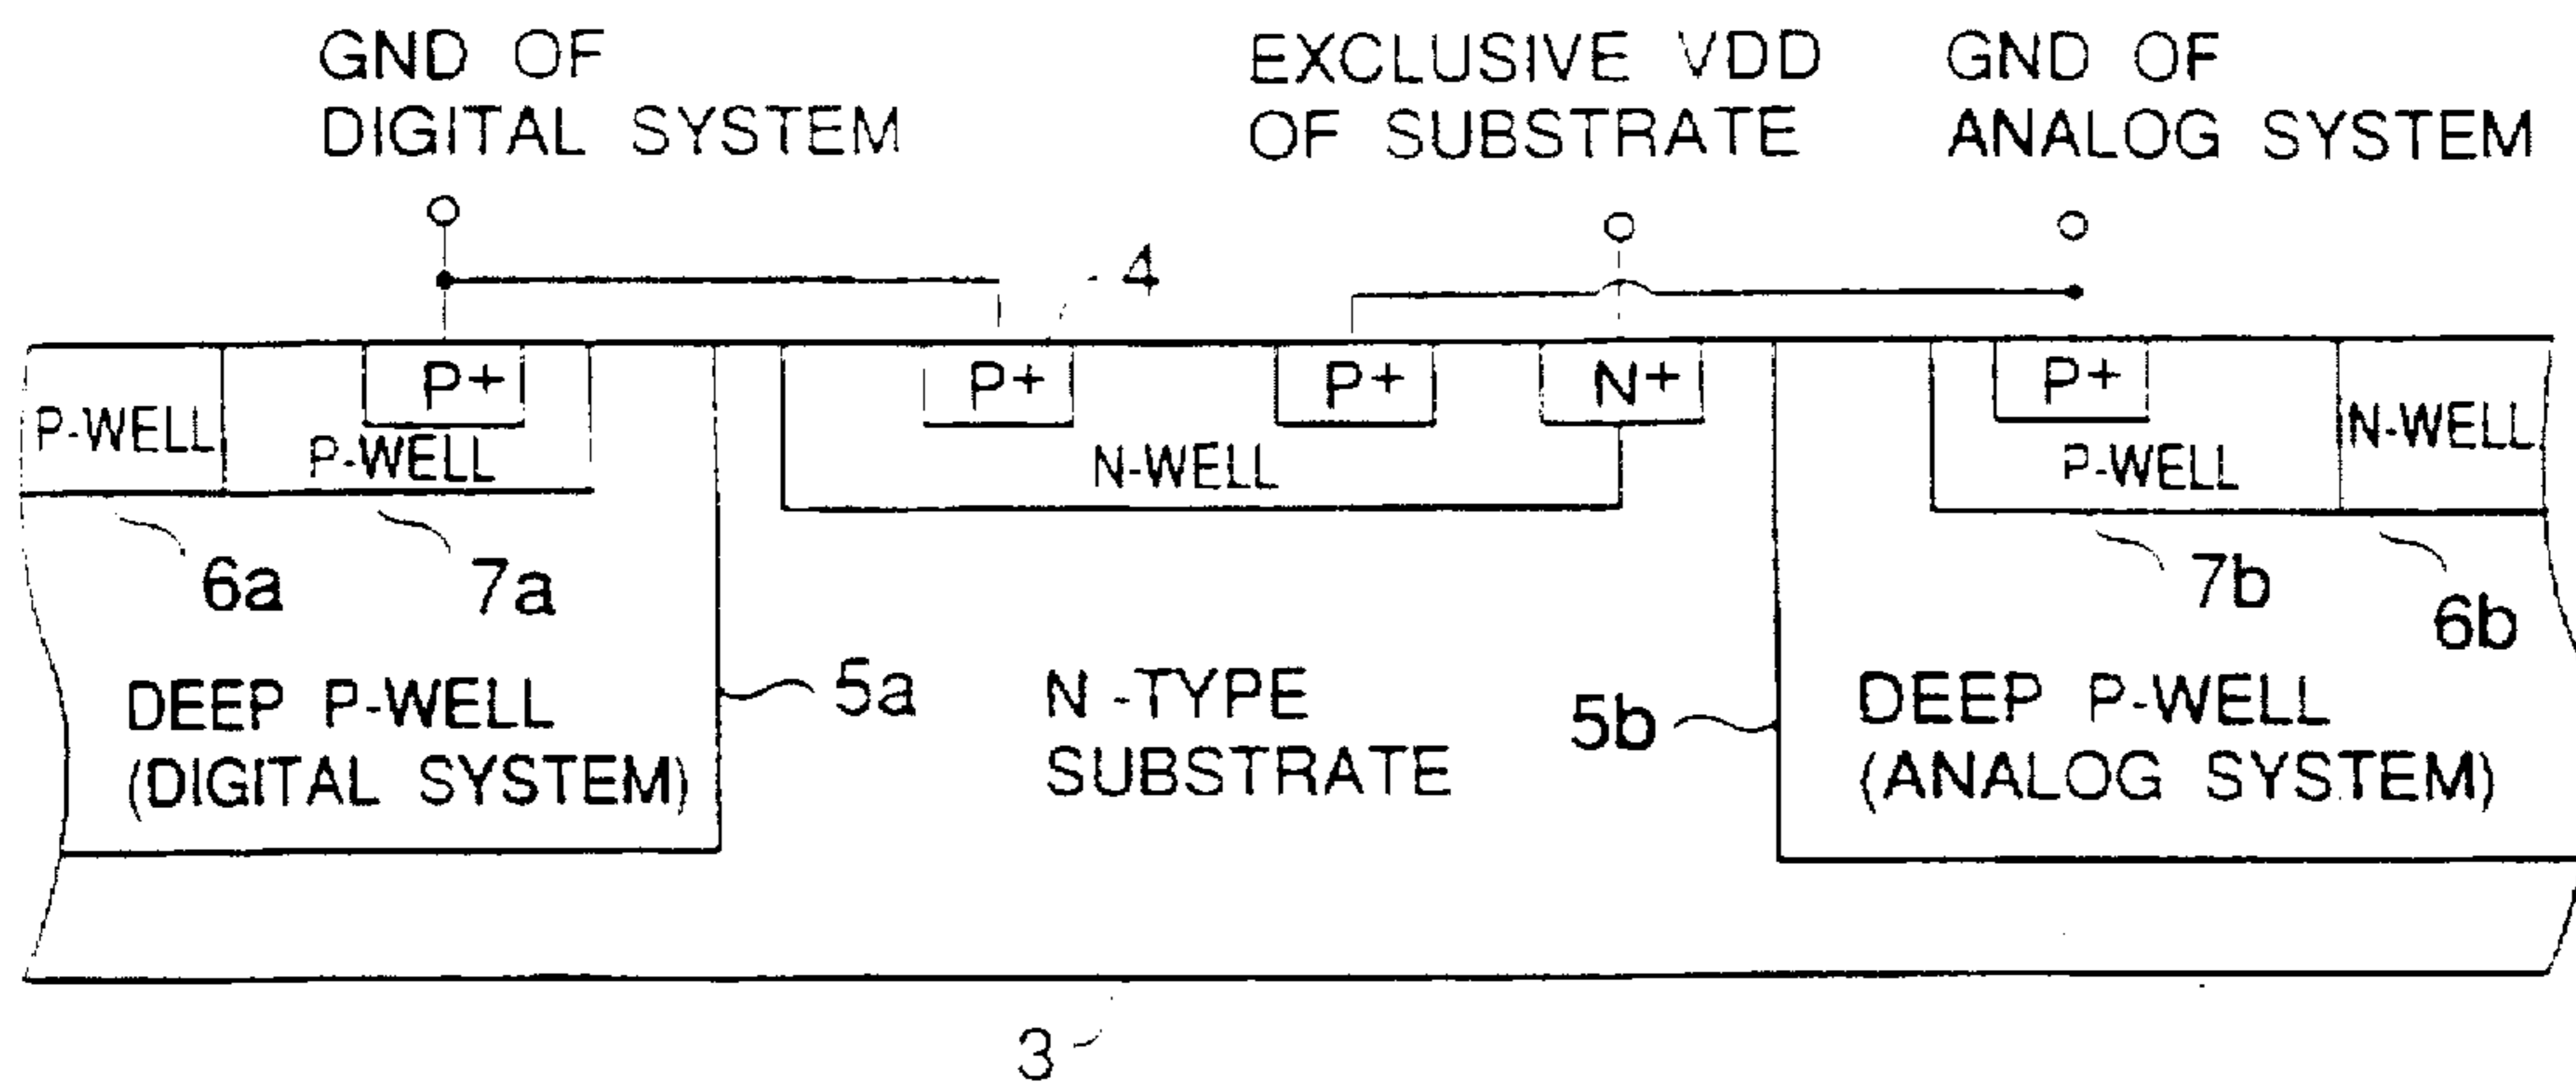 GND OF
DIGITAL SYSTEM
EXCLUSIVE VDD
OF SUBSTRATE
GND OF
ANALOG SYSTEM
4
P+
P+
P+
N+
P+
P-WELL
P-WELL
N-WELL
P-WELL
N-WELL
6a
7a
7b
6b
DEEP P-WELL
(DIGITAL SYSTEM)
5a
N-TYPE
SUBSTRATE
5b
DEEP P-WELL
(ANALOG SYSTEM)
3